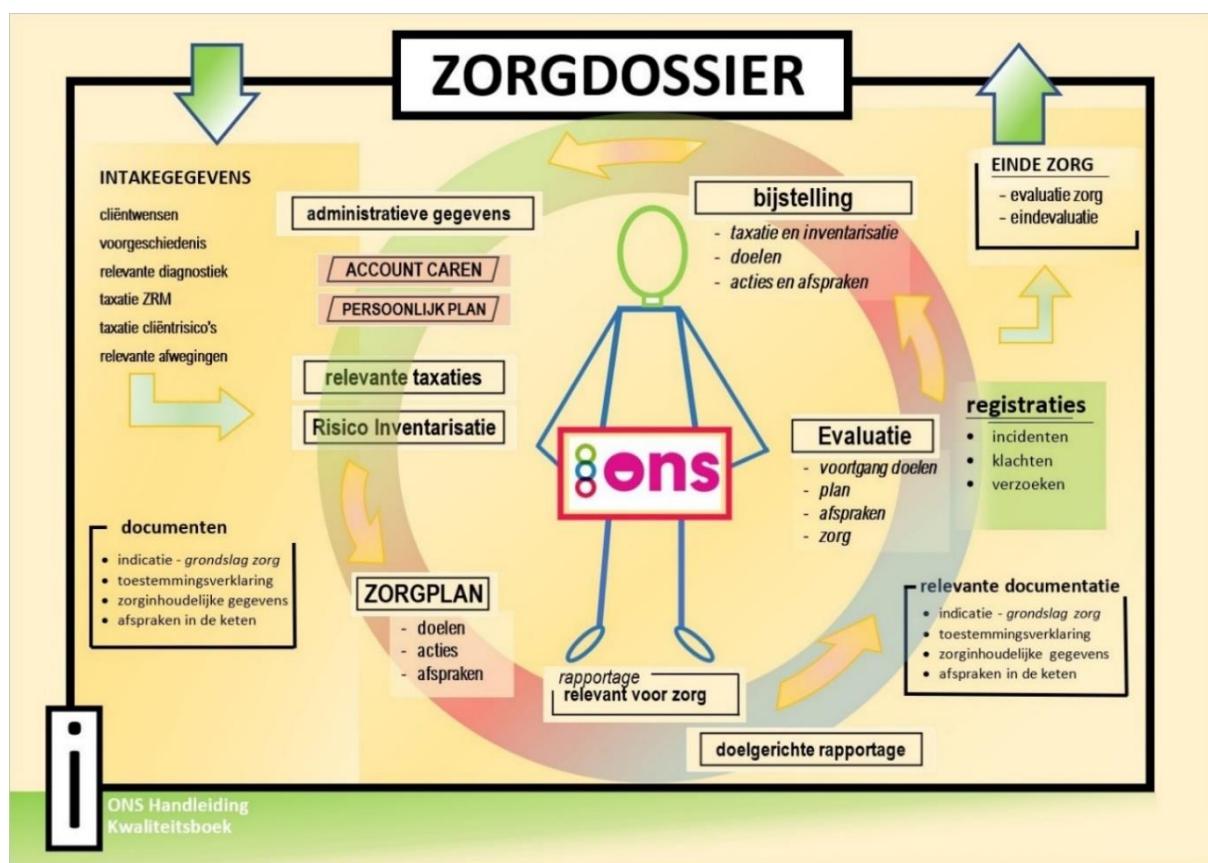 ZORGDOSSIER
INTAKEGEGEVENS
cliëntwensen
voorgeschiedenis
relevante diagnostiek
taxatie ZRM
taxatie cliëntrisico's
relevante afwegingen
documenten
• indicatie - grondslag zorg
• toestemmingsverklaring
• zorginhoudelijke gegevens
• afspraken in de keten
administratieve gegevens
ACCOUNT CAREN
PERSOONLIJK PLAN
relevante taxaties
Risico Inventarisatie
ZORGPLAN
- doelen
- acties
- afspraken
ons
rapportage
relevant voor zorg
doelgerichte rapportage
Evaluatie
- voortgang doelen
- plan
- afspraken
- zorg
bijstelling
- taxatie en inventarisatie
- doelen
- acties en afspraken
EINDE ZORG
- evaluatie zorg
- eindevaluatie
registraties
• incidenten
• klachten
• verzoeken
relevante documentatie
• indicatie - grondslag zorg
• toestemmingsverklaring
• zorginhoudelijke gegevens
• afspraken in de keten
i
ONS Handleiding
Kwaliteitsboek